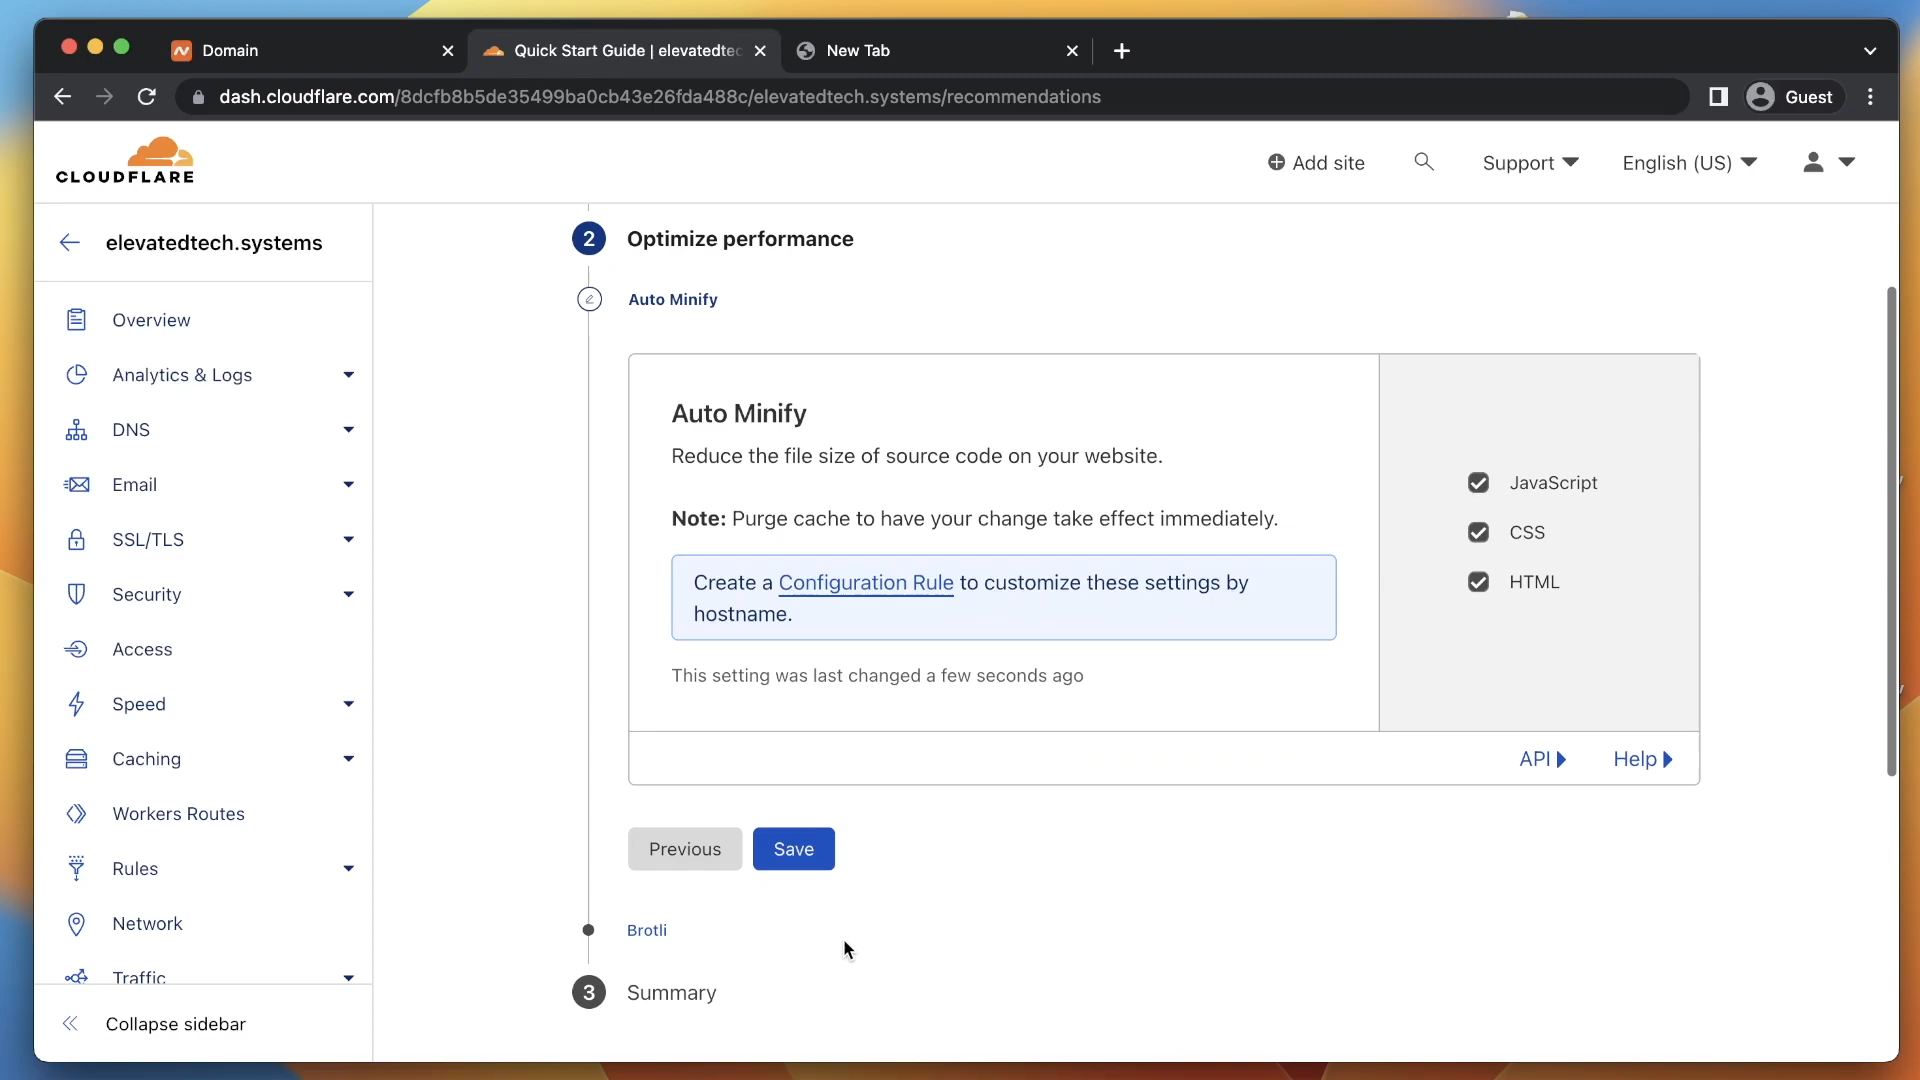 Domain
Quick Start Guide | elevatedtec
New Tab
dash.cloudflare.com/8dcfb8b5de35499ba0cb43e26fda488c/elevatedtech.systems/recommendations
Guest
CLOUDFLARE
Add site
Support
English (US)
elevatedtech.systems
Overview
Analytics & Logs
DNS
Email
SSL/TLS
Security
Access
Speed
Caching
Workers Routes
Rules
Network
Traffic
Collapse sidebar
2 Optimize performance
Auto Minify
Auto Minify
Reduce the file size of source code on your website.
Note: Purge cache to have your change take effect immediately.
Create a Configuration Rule to customize these settings by
hostname.
This setting was last changed a few seconds ago
JavaScript
CSS
HTML
API
Help
Previous
Save
Brotli
3 Summary